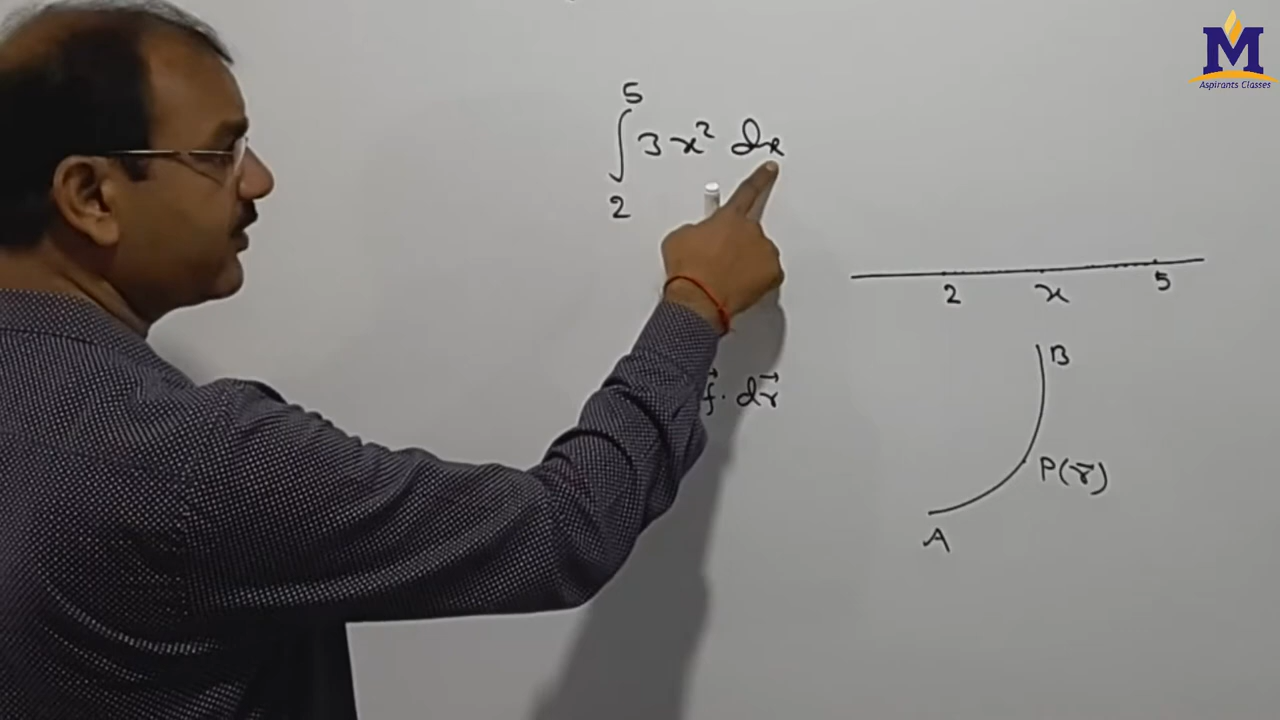 M
Aspirants Classes
5
∫ 3x² dx
2
2 x 5
B
f⃗ · dr⃗
P(r̄)
A